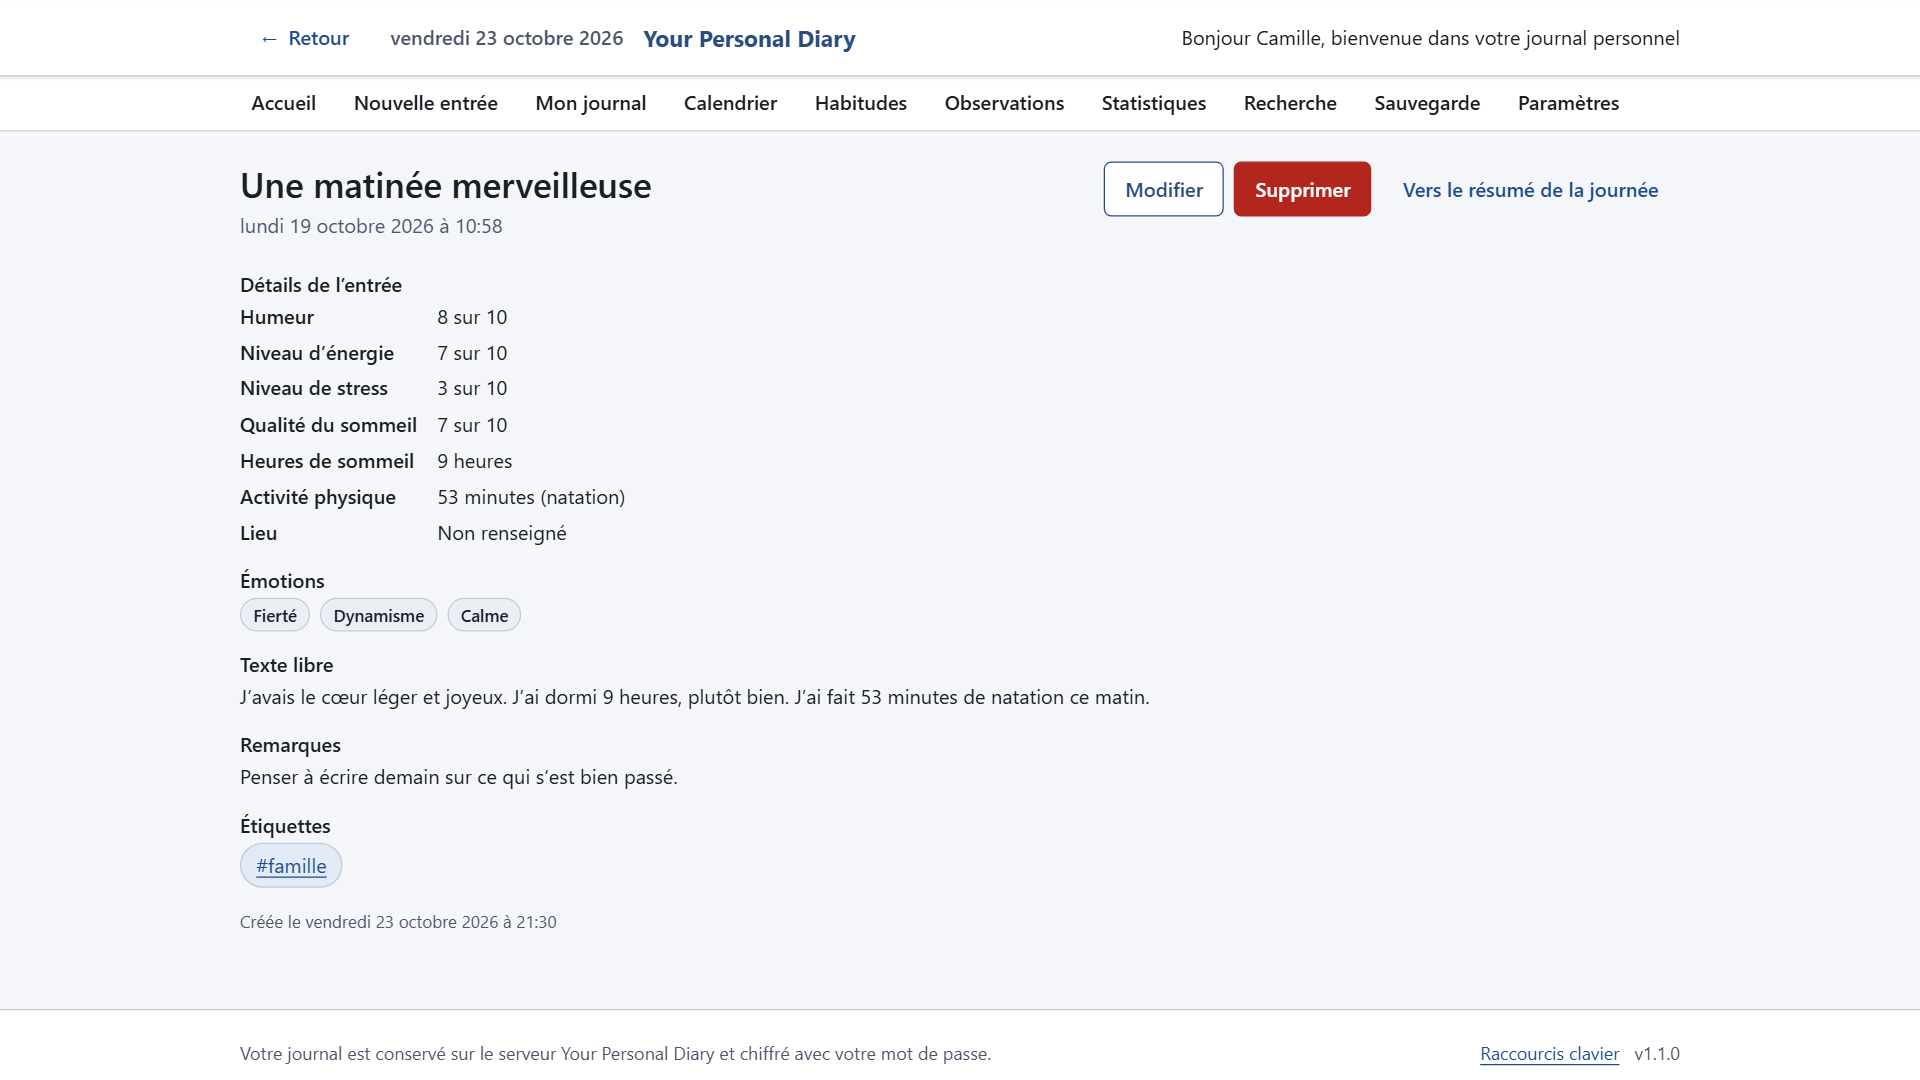 ← Retour vendredi 23 octobre 2026 Your Personal Diary Bonjour Camille, bienvenue dans votre journal personnel
Accueil Nouvelle entrée Mon journal Calendrier Habitudes Observations Statistiques Recherche Sauvegarde Paramètres
Une matinée merveilleuse
lundi 19 octobre 2026 à 10:58
Modifier Supprimer Vers le résumé de la journée
Détails de l’entrée
Humeur 8 sur 10
Niveau d’énergie 7 sur 10
Niveau de stress 3 sur 10
Qualité du sommeil 7 sur 10
Heures de sommeil 9 heures
Activité physique 53 minutes (natation)
Lieu Non renseigné
Émotions
Fierté Dynamisme Calme
Texte libre
J’avais le cœur léger et joyeux. J’ai dormi 9 heures, plutôt bien. J’ai fait 53 minutes de natation ce matin.
Remarques
Penser à écrire demain sur ce qui s’est bien passé.
Étiquettes
#famille
Créée le vendredi 23 octobre 2026 à 21:30
Votre journal est conservé sur le serveur Your Personal Diary et chiffré avec votre mot de passe.
Raccourcis clavier v1.1.0